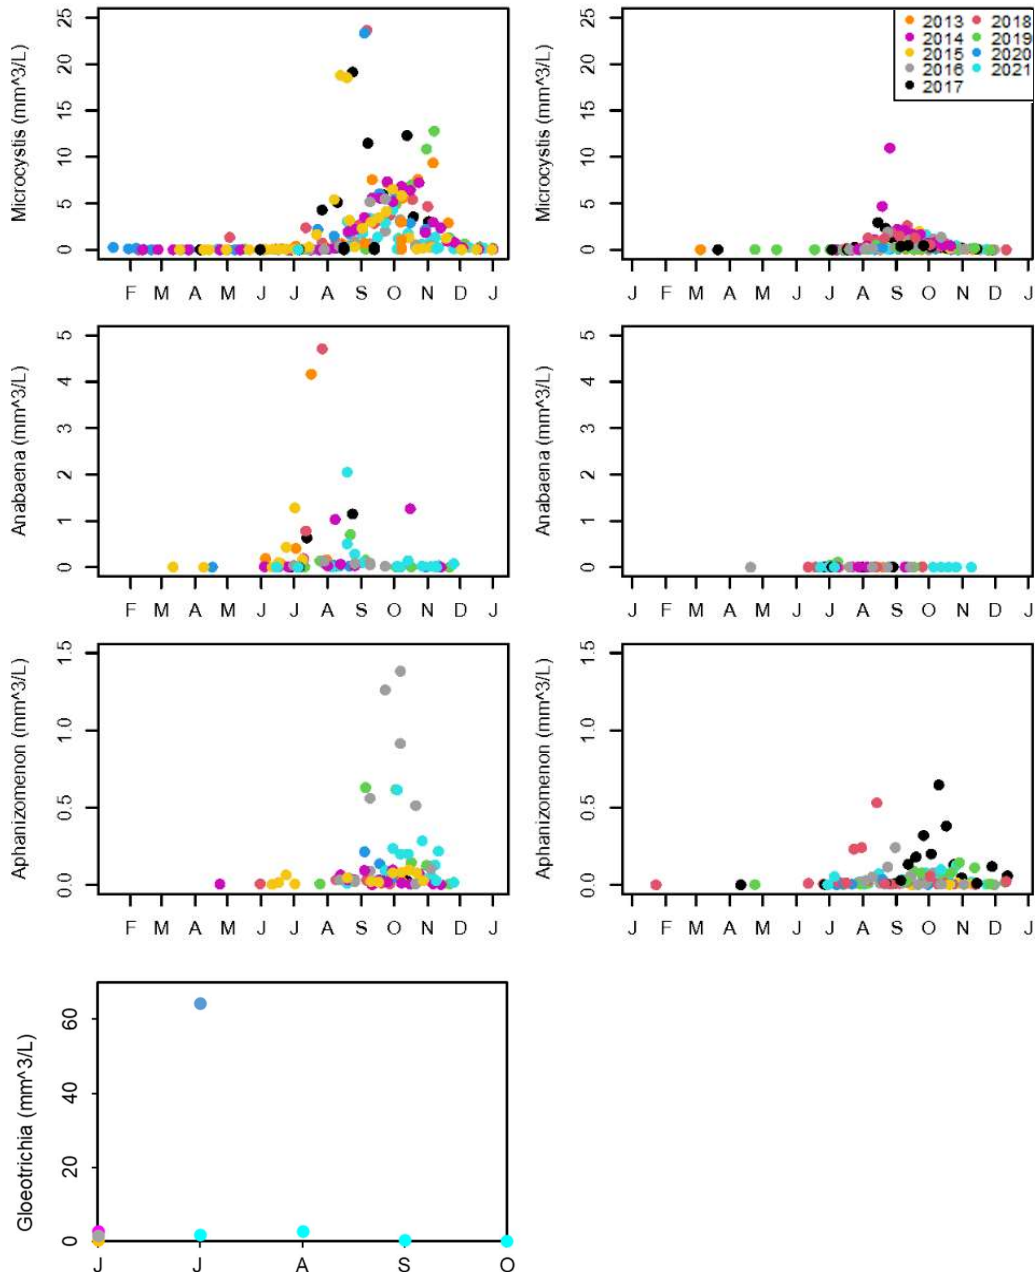 Microcystis (mm^3/L)
25
20
15
10
5
0
F M A M J J A S O N D J
Microcystis (mm^3/L)
25
20
15
10
5
0
J F M A M J J A S O N D J
2013 2018
2014 2019
2015 2020
2016 2021
2017
Anabaena (mm^3/L)
5
4
3
2
1
0
F M A M J J A S O N D J
Anabaena (mm^3/L)
5
4
3
2
1
0
J F M A M J J A S O N D J
Aphanizomenon (mm^3/L)
1.5
1.0
0.5
0.0
F M A M J J A S O N D J
Aphanizomenon (mm^3/L)
1.5
1.0
0.5
0.0
J F M A M J J A S O N D J
Gloeotrichia (mm^3/L)
60
40
20
0
J J A S O